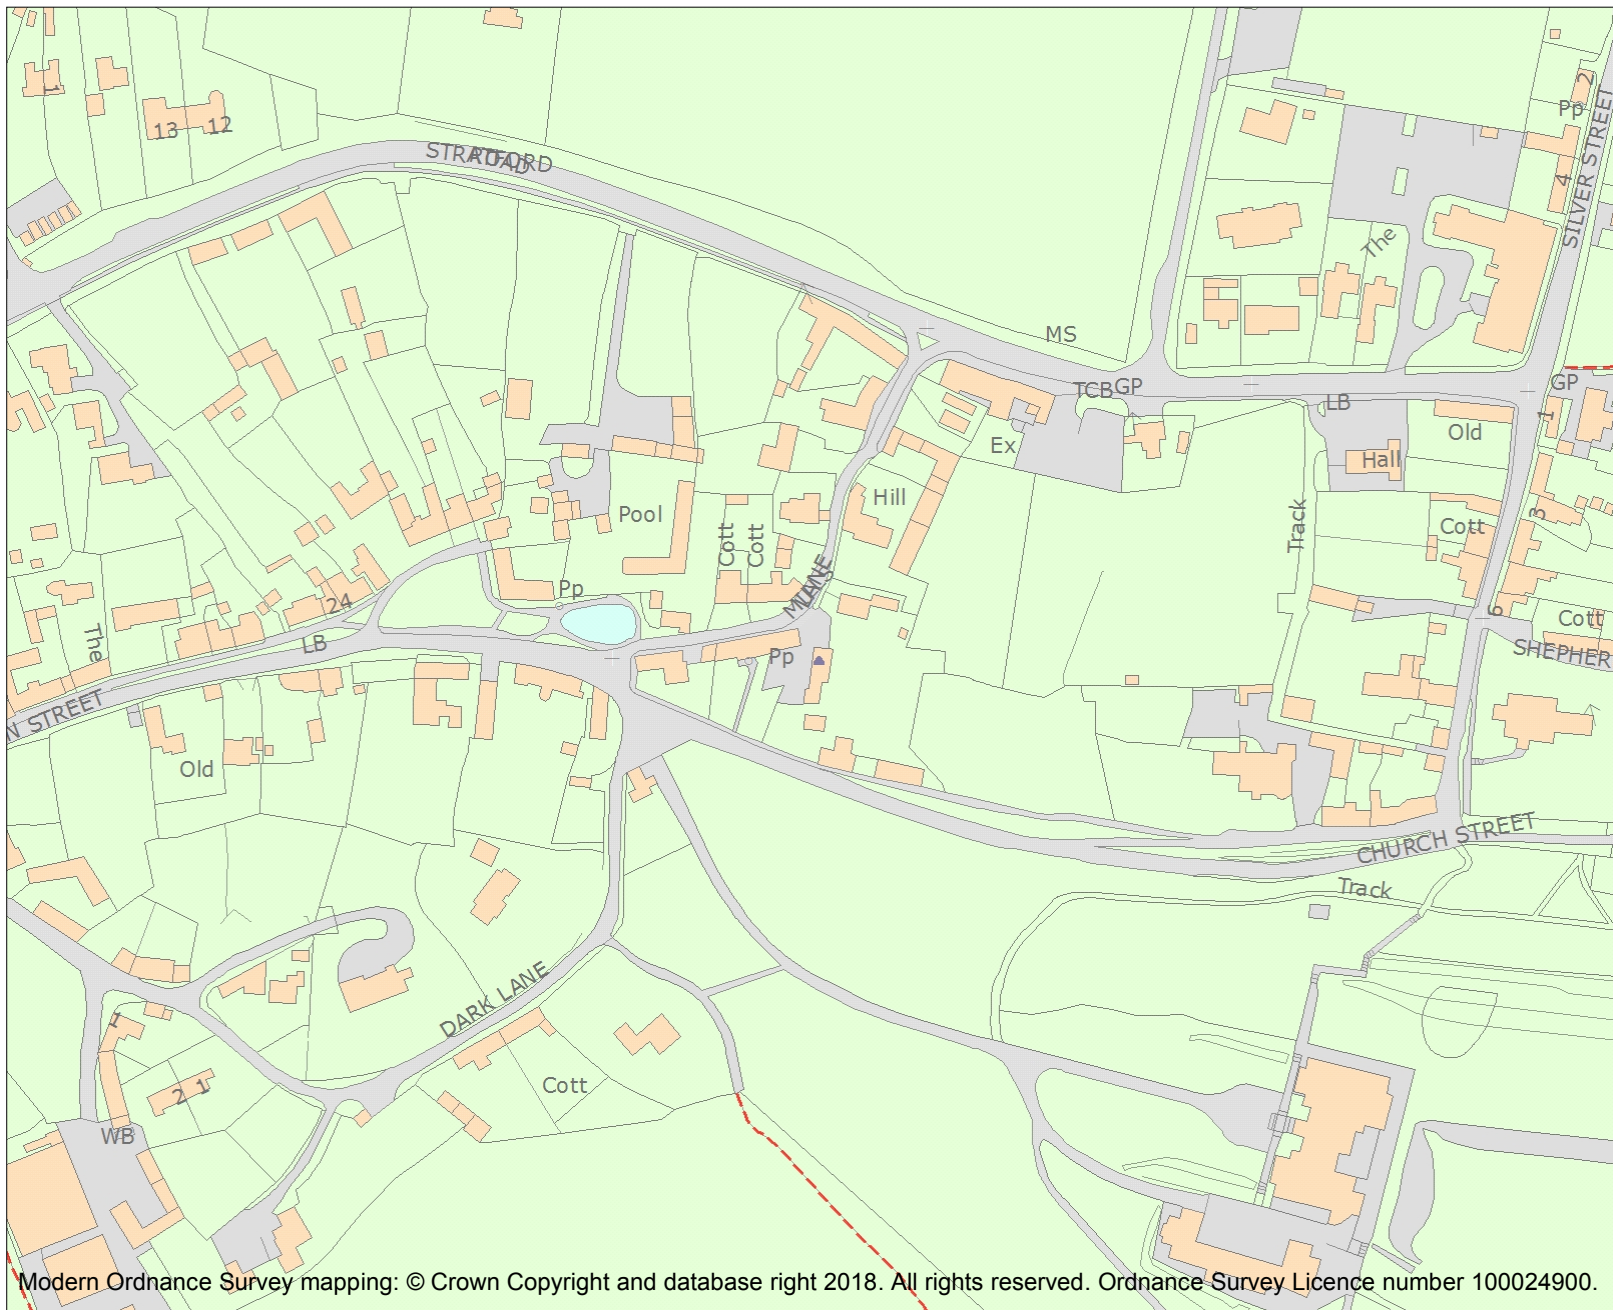 1
13
12
STRATFORD
ROAD
2
Pp
SILVER STREET
4
The
MS
TCB
GP
LB
GP
1
Old
Hall
Ex
Hill
Pool
Cott
Cott
Track
Cott
3
MILL
LANE
Pp
24
LB
The
N STREET
Pp
6
Cott
SHEPHER
Old
CHURCH STREET
Track
DARK LANE
1
2
1
Cott
WB
Modern Ordnance Survey mapping: © Crown Copyright and database right 2018. All rights reserved. Ordnance Survey Licence number 100024900.